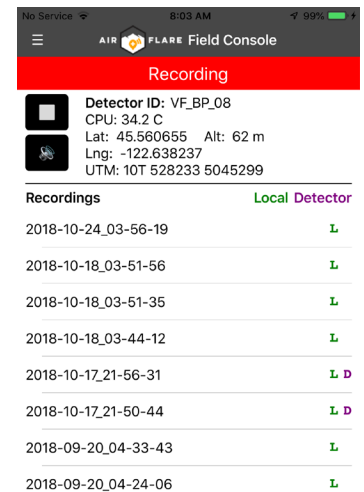 No Service 8:03 AM 99%
AIR FLARE Field Console
Recording
Detector ID: VF_BP_08
CPU: 34.2 C
Lat: 45.560655 Alt: 62 m
Lng: -122.638237
UTM: 10T 528233 5045299
Recordings Local Detector
2018-10-24_03-56-19 L
2018-10-18_03-51-56 L
2018-10-18_03-51-35 L
2018-10-18_03-44-12 L
2018-10-17_21-56-31 L D
2018-10-17_21-50-44 L D
2018-09-20_04-33-43 L
2018-09-20_04-24-06 L